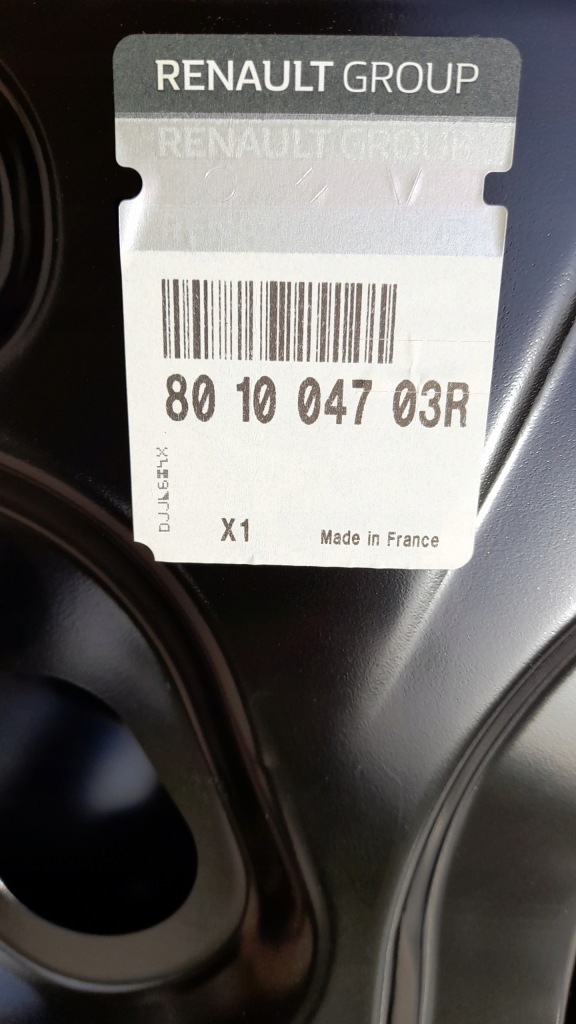 RENAULT GROUP
RENAULT GROUP
80 10 047 03R
X1
Made in France